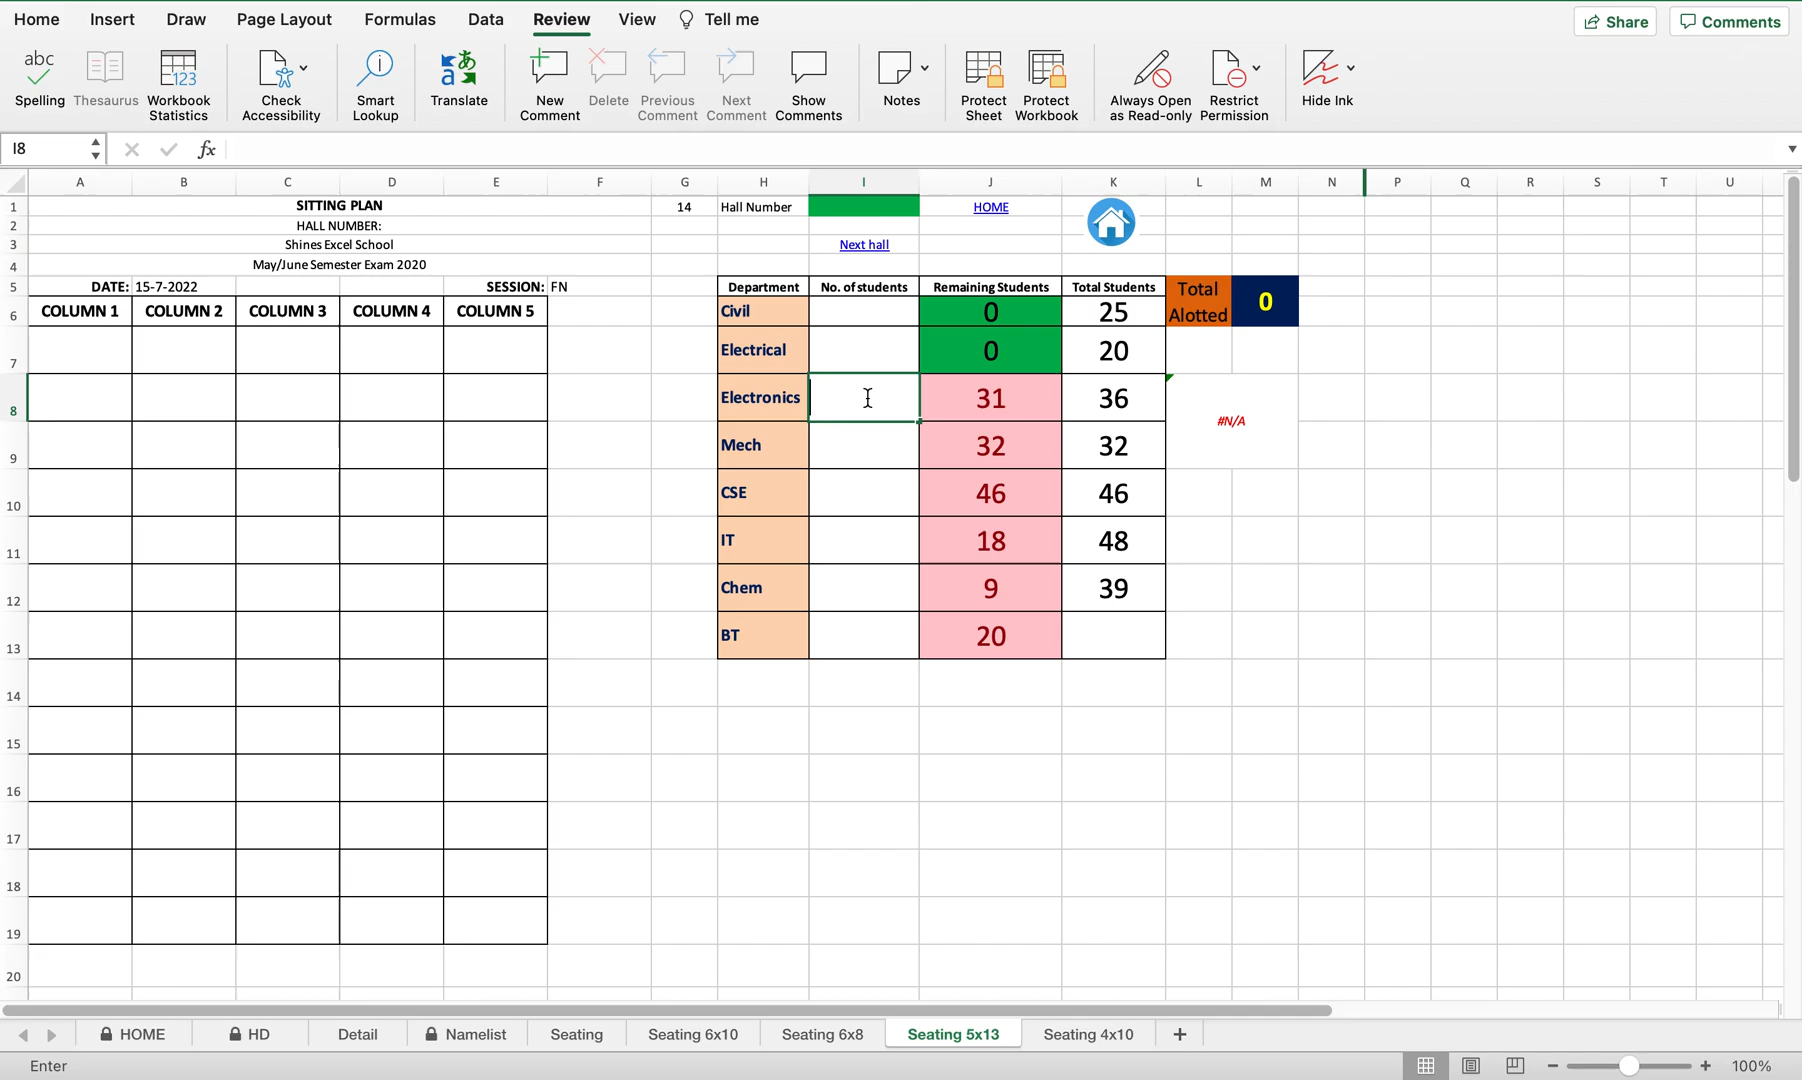 Home Insert Draw Page Layout Formulas Data Review View Tell me Share Comments
abc 123 a あ
Spelling Thesaurus Workbook Statistics Check Accessibility Smart Lookup Translate New Comment Delete Previous Comment Next Comment Show Comments Notes Protect Sheet Protect Workbook Always Open as Read-only Restrict Permission Hide Ink
I8 fx
A B C D E F G H I J K L M N P Q R S T U
1 SITTING PLAN 14 Hall Number HOME
2 HALL NUMBER:
3 Shines Excel School Next hall
4 May/June Semester Exam 2020
5 DATE: 15-7-2022 SESSION: FN Department No. of students Remaining Students Total Students Total Alotted 0
6 COLUMN 1 COLUMN 2 COLUMN 3 COLUMN 4 COLUMN 5 Civil 0 25
7 Electrical 0 20
8 Electronics 31 36 #N/A
9 Mech 32 32
10 CSE 46 46
11 IT 18 48
12 Chem 9 39
13 BT 20
14
15
16
17
18
19
20
HOME HD Detail Namelist Seating Seating 6x10 Seating 6x8 Seating 5x13 Seating 4x10 +
Enter 100%